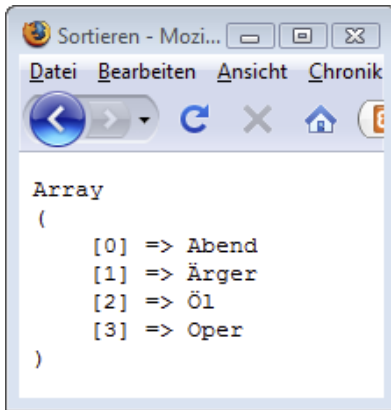 Sortieren - Mozi...
Datei Bearbeiten Ansicht Chronik
Array
(
[0] => Abend
[1] => Ärger
[2] => Öl
[3] => Oper
)